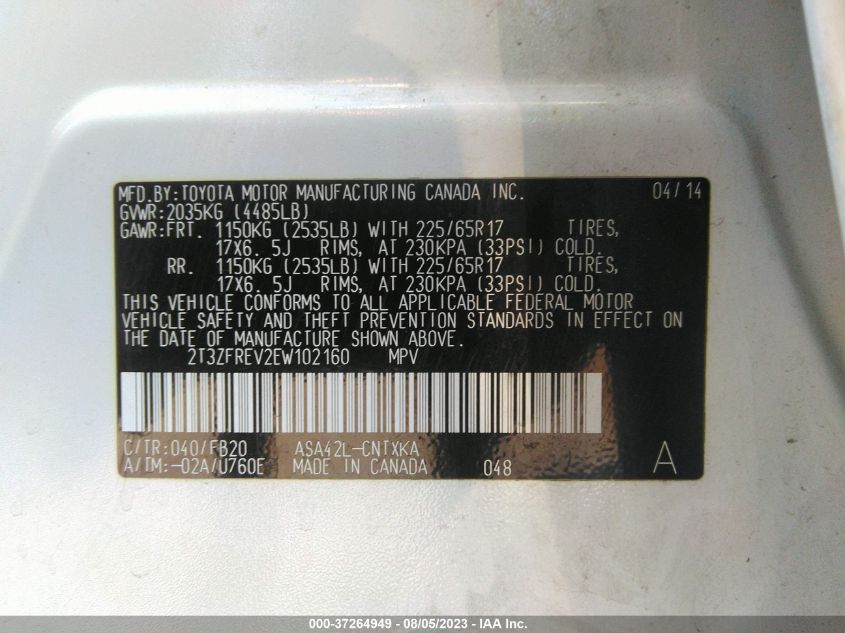 MFD.BY:TOYOTA MOTOR MANUFACTURING CANADA INC. 04/14
GVWR:2035KG (4485LB)
GAWR:FRT. 1150KG (2535LB) WITH 225/65R17 TIRES,
17X6. 5J RIMS, AT 230KPA (33PSI) COLD.
RR. 1150KG (2535LB) WITH 225/65R17 TIRES,
17X6. 5J RIMS, AT 230KPA (33PSI) COLD.
THIS VEHICLE CONFORMS TO ALL APPLICABLE FEDERAL MOTOR
VEHICLE SAFETY AND THEFT PREVENTION STANDARDS IN EFFECT ON
THE DATE OF MANUFACTURE SHOWN ABOVE.
2T3ZFREV2EW102160 MPV
C/TR:040/FB20 ASA42L-CNTXKA
A/TM:-02A/U760E MADE IN CANADA 048 A
000-37264949 - 08/05/2023 - IAA Inc.